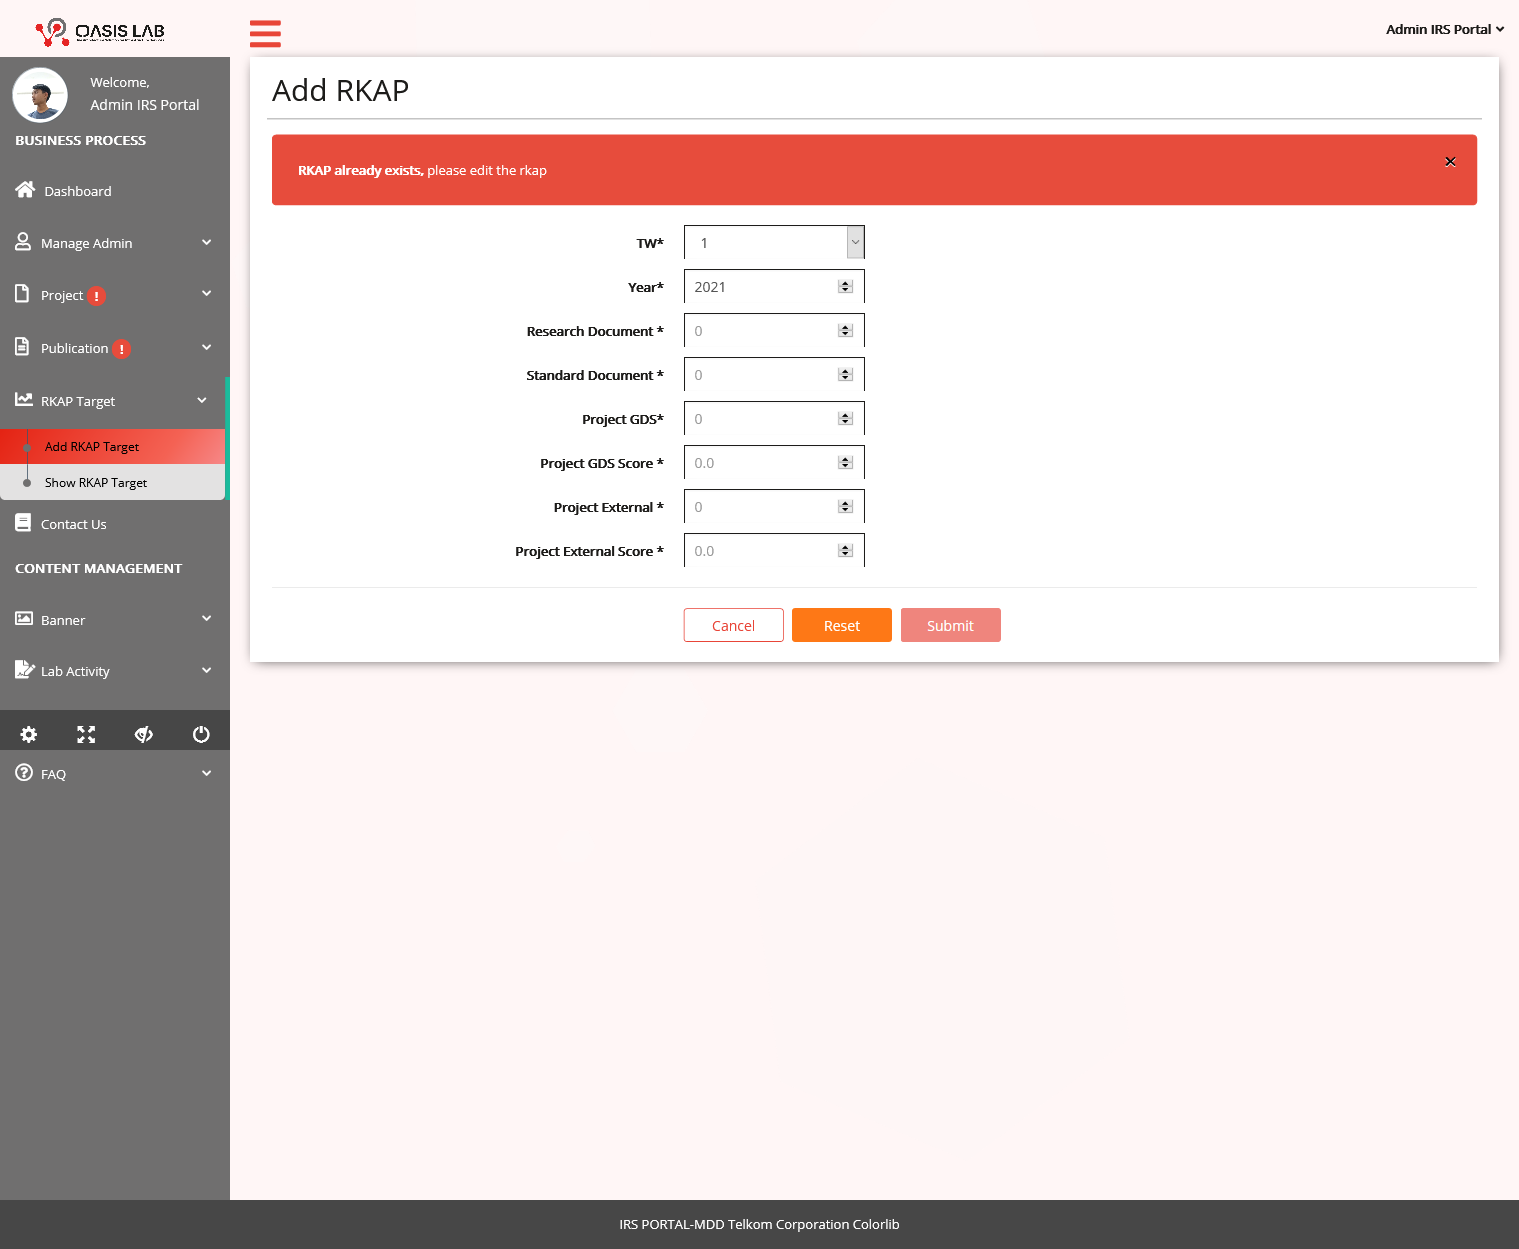 OASIS LAB
Admin IRS Portal
Welcome,
Admin IRS Portal
BUSINESS PROCESS
Dashboard
Manage Admin
Project !
Publication !
RKAP Target
Add RKAP Target
Show RKAP Target
Contact Us
CONTENT MANAGEMENT
Banner
Lab Activity
FAQ
Add RKAP
RKAP already exists, please edit the rkap
×
TW* 1
Year* 2021
Research Document * 0
Standard Document * 0
Project GDS* 0
Project GDS Score * 0.0
Project External * 0
Project External Score * 0.0
Cancel Reset Submit
IRS PORTAL-MDD Telkom Corporation Colorlib